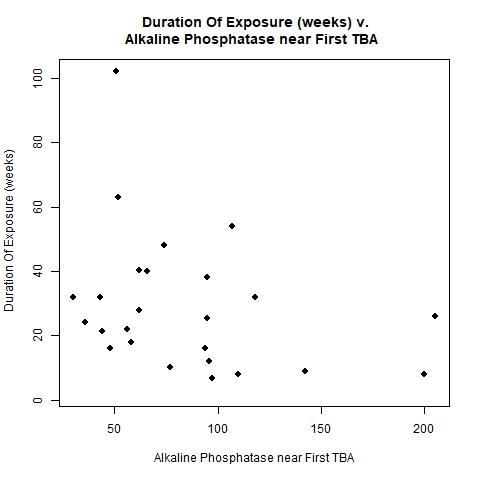 Duration Of Exposure (weeks) v.
Alkaline Phosphatase near First TBA
100
80
60
40
20
0
Duration Of Exposure (weeks)
50 100 150 200
Alkaline Phosphatase near First TBA